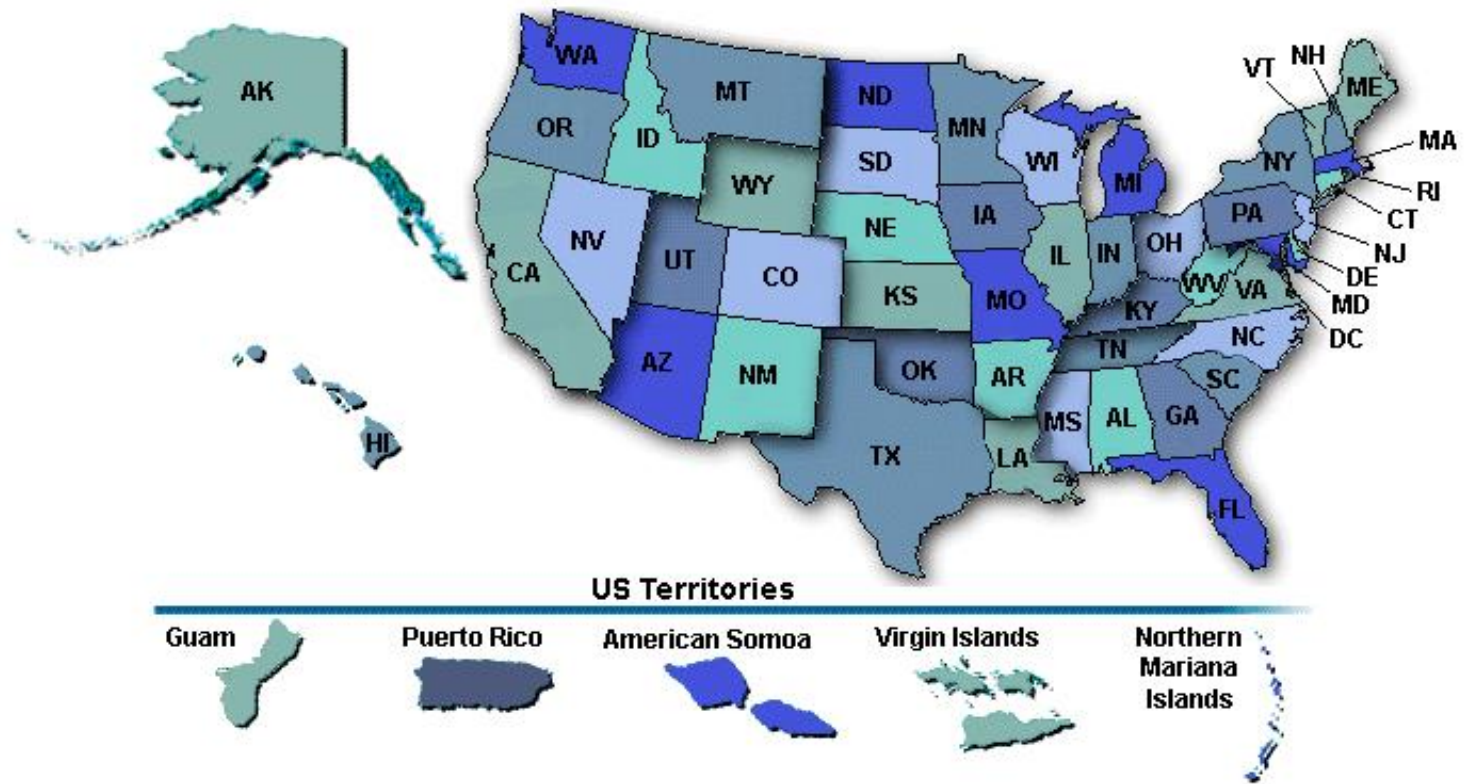 AK
HI
WA
OR
CA
ID
NV
MT
WY
UT
CO
AZ
NM
ND
SD
NE
KS
OK
TX
MN
IA
MO
AR
LA
WI
IL
MI
IN
OH
KY
TN
MS
AL
GA
FL
SC
NC
VA
WV
PA
NY
VT
NH
ME
MA
RI
CT
NJ
DE
MD
DC
US Territories
Guam
Puerto Rico
American Somoa
Virgin Islands
Northern
Mariana
Islands